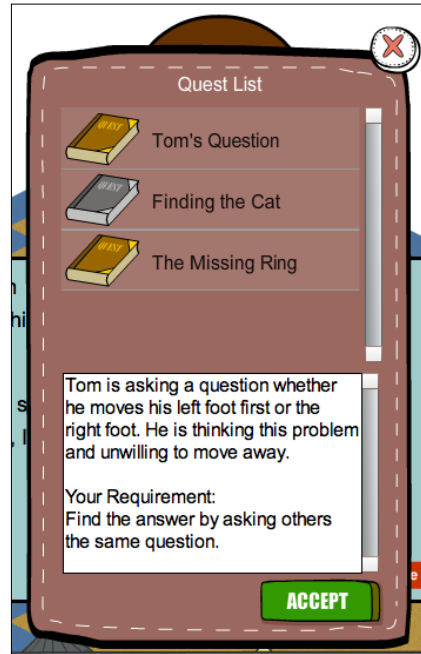 Quest List
QUEST
Tom's Question
QUEST
Finding the Cat
QUEST
The Missing Ring
Tom is asking a question whether
he moves his left foot first or the
right foot. He is thinking this problem
and unwilling to move away.
Your Requirement:
Find the answer by asking others
the same question.
ACCEPT